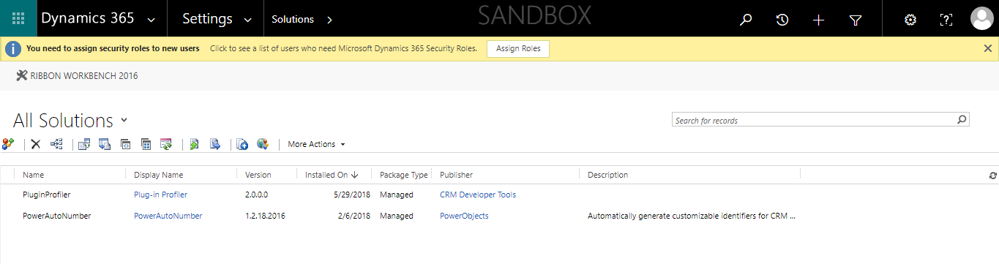 Dynamics 365 Settings Solutions SANDBOX
You need to assign security roles to new users Click to see a list of users who need Microsoft Dynamics 365 Security Roles. Assign Roles
RIBBON WORKBENCH 2016
All Solutions
Search for records
More Actions
Name Display Name Version Installed On Package Type Publisher Description
PluginProfiler Plug-in Profiler 2.0.0.0 5/29/2018 Managed CRM Developer Tools
PowerAutoNumber PowerAutoNumber 1.2.18.2016 2/6/2018 Managed PowerObjects Automatically generate customizable identifiers for CRM ...